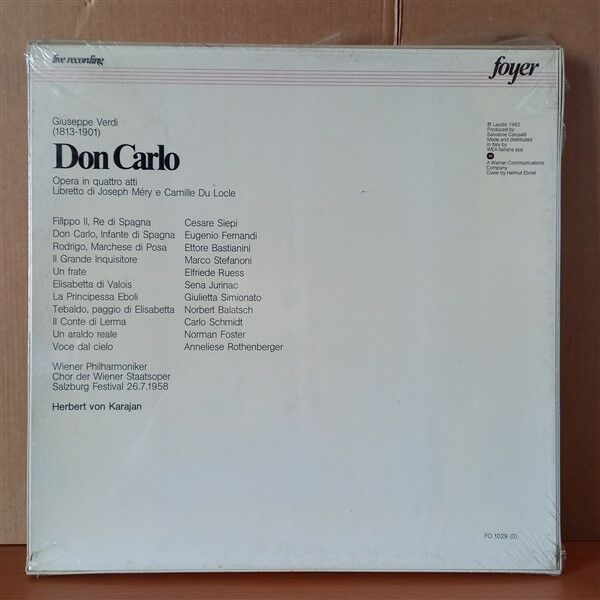 live recording
foyer
Giuseppe Verdi
(1813-1901)
Don Carlo
Opera in quattro atti
Libretto di Joseph Méry e Camille Du Locle
℗ Laudis 1982
Produced by
Salvatore Caruselli
Made and distributed
in Italy by
WEA Italiana spa
A Warner Communications
Company
Cover by Helmut Ebnet
Filippo II, Re di Spagna Cesare Siepi
Don Carlo, Infante di Spagna Eugenio Fernandi
Rodrigo, Marchese di Posa Ettore Bastianini
Il Grande Inquisitore Marco Stefanoni
Un frate Elfriede Ruess
Elisabetta di Valois Sena Jurinac
La Principessa Eboli Giulietta Simionato
Tebaldo, paggio di Elisabetta Norbert Balatsch
Il Conte di Lerma Carlo Schmidt
Un araldo reale Norman Foster
Voce dal cielo Anneliese Rothenberger
Wiener Philharmoniker
Chor der Wiener Staatsoper
Salzburg Festival 26.7.1958
Herbert von Karajan
FO 1029 (3)